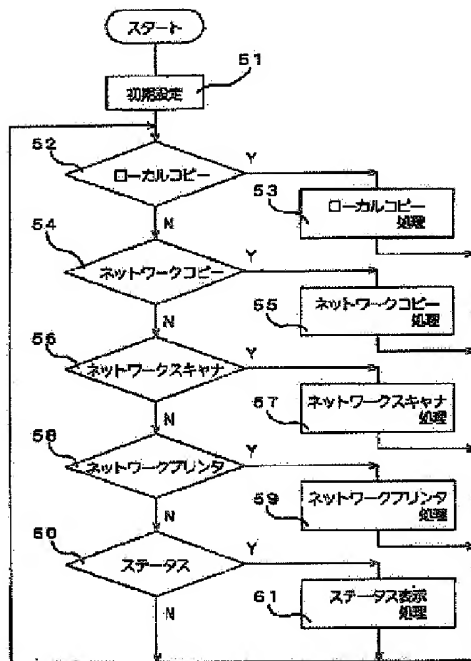 スタート
51
初期設定
52
ローカルコピー
Y
N
53
ローカルコピー
処理
54
ネットワークコピー
Y
N
55
ネットワークコピー
処理
56
ネットワークスキャナ
Y
N
57
ネットワークスキャナ
処理
58
ネットワークプリンタ
Y
N
59
ネットワークプリンタ
処理
60
ステータス
Y
N
61
ステータス表示
処理